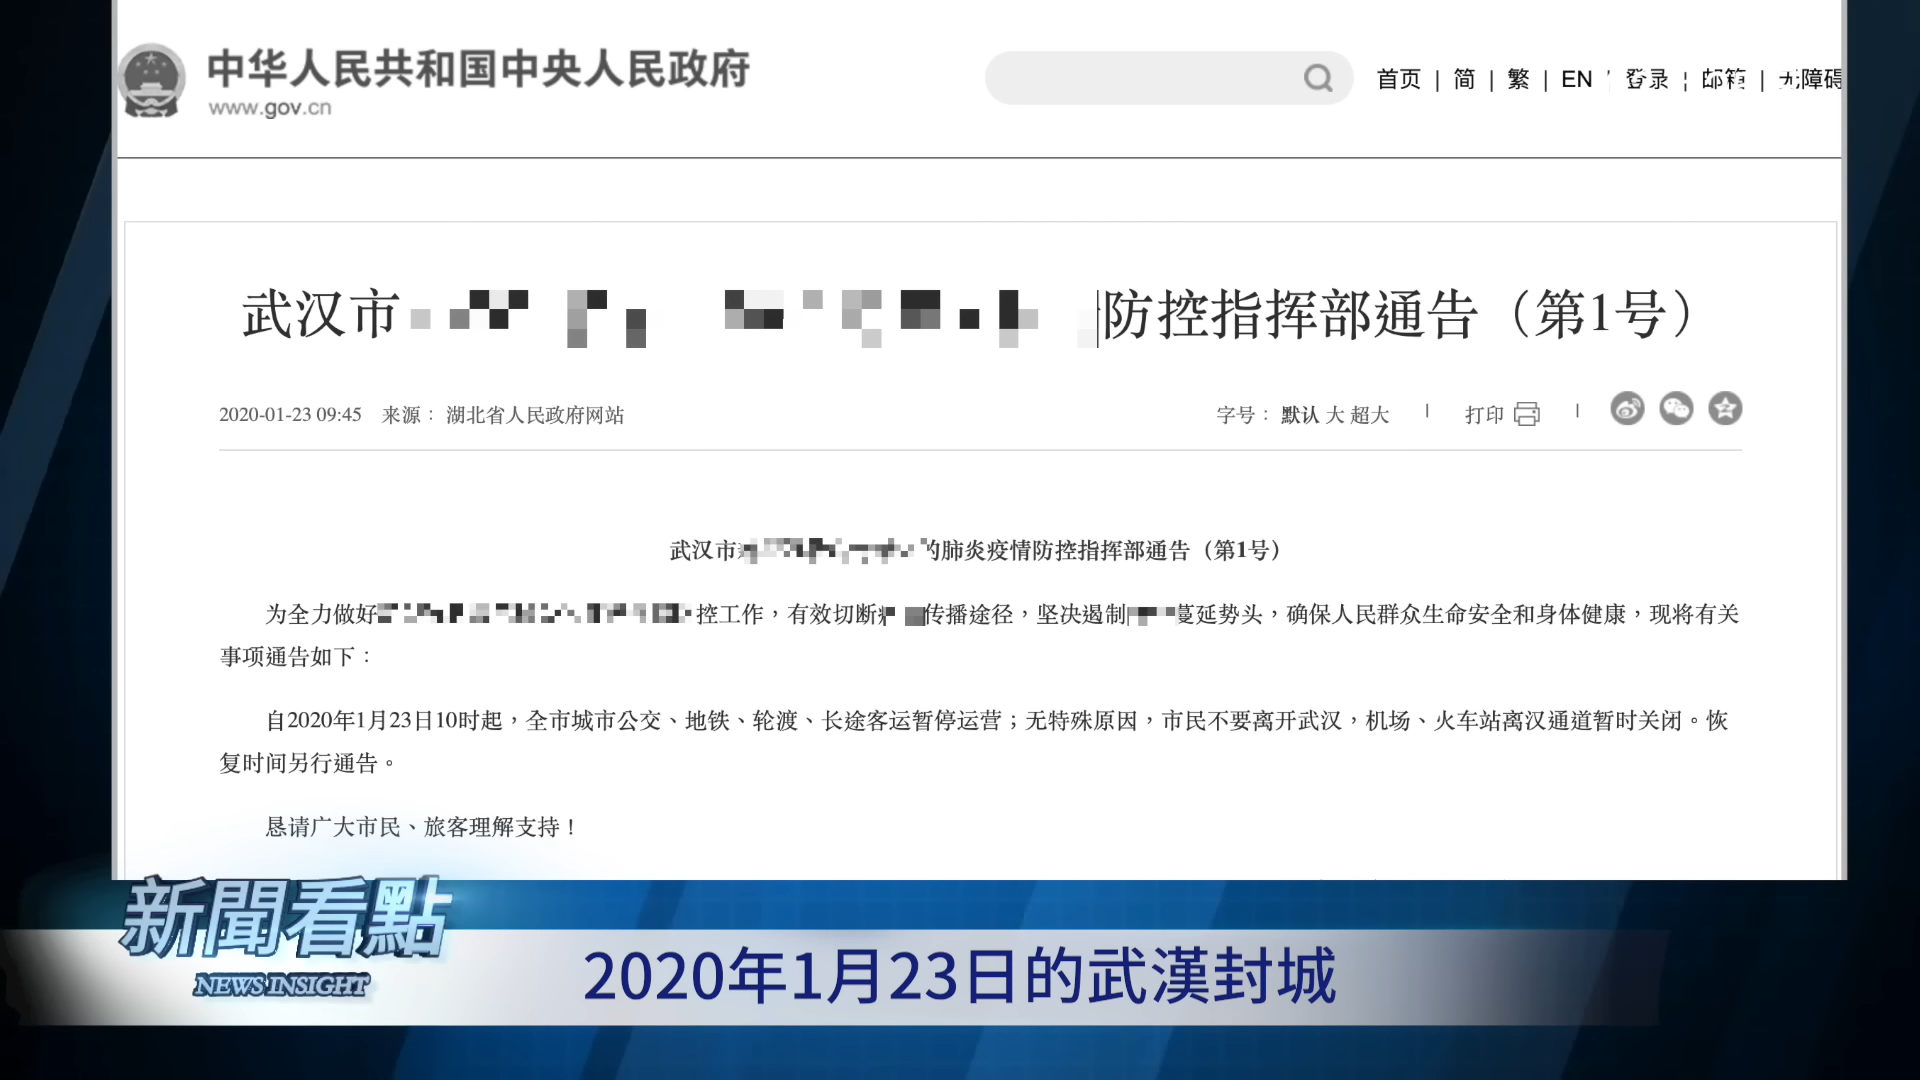 中华人民共和国中央人民政府
www.gov.cn
首页 | 简 | 繁 | EN 登录 | 邮箱 | 无障碍
武汉市 防控指挥部通告（第1号）
2020-01-23 09:45 来源： 湖北省人民政府网站
字号： 默认 大 超大 | 打印 |
武汉市 的肺炎疫情防控指挥部通告（第1号）
为全力做好 控工作，有效切断 传播途径，坚决遏制 蔓延势头，确保人民群众生命安全和身体健康，现将有关
事项通告如下：
自2020年1月23日10时起，全市城市公交、地铁、轮渡、长途客运暂停运营；无特殊原因，市民不要离开武汉，机场、火车站离汉通道暂时关闭。恢
复时间另行通告。
恳请广大市民、旅客理解支持！
新聞看點
NEWS INSIGHT
2020年1月23日的武漢封城